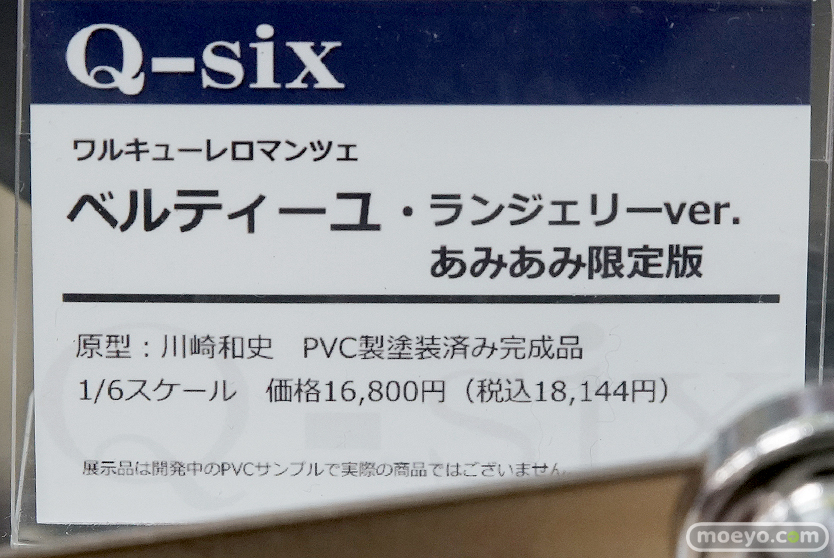 Q-six
ワルキューレロマンツェ
ベルティーユ・ランジェリーver.
あみあみ限定版
原型：川崎和史　PVC製塗装済み完成品
1/6スケール　価格16,800円（税込18,144円）
展示品は開発中のPVCサンプルで実際の商品ではございません
Q-six
moeyo.com